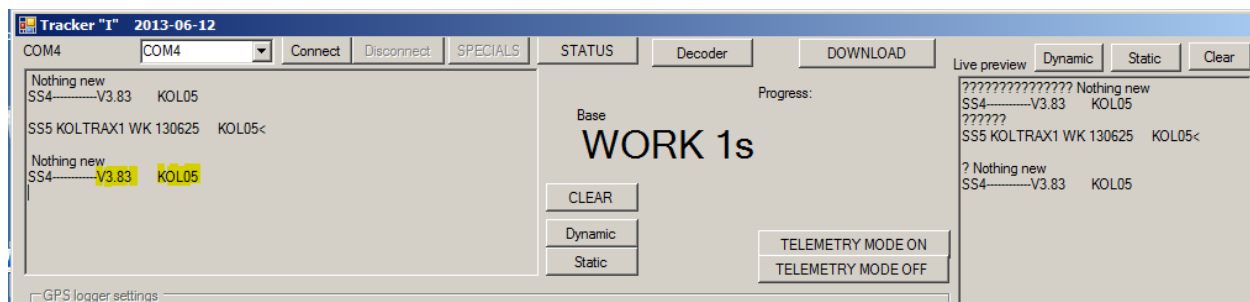 Tracker "I" 2013-06-12
COM4 COM4 Connect Disconnect SPECIALS STATUS Decoder DOWNLOAD
Live preview Dynamic Static Clear
Nothing new
SS4------------V3.83 KOL05
SS5 KOLTRAX1 WK 130625 KOL05<
Nothing new
SS4------------V3.83 KOL05
Progress:
Base
WORK 1s
CLEAR
Dynamic
Static
TELEMETRY MODE ON
TELEMETRY MODE OFF
??????????????? Nothing new
SS4------------V3.83 KOL05
??????
SS5 KOLTRAX1 WK 130625 KOL05<
? Nothing new
SS4------------V3.83 KOL05
GPS logger settings